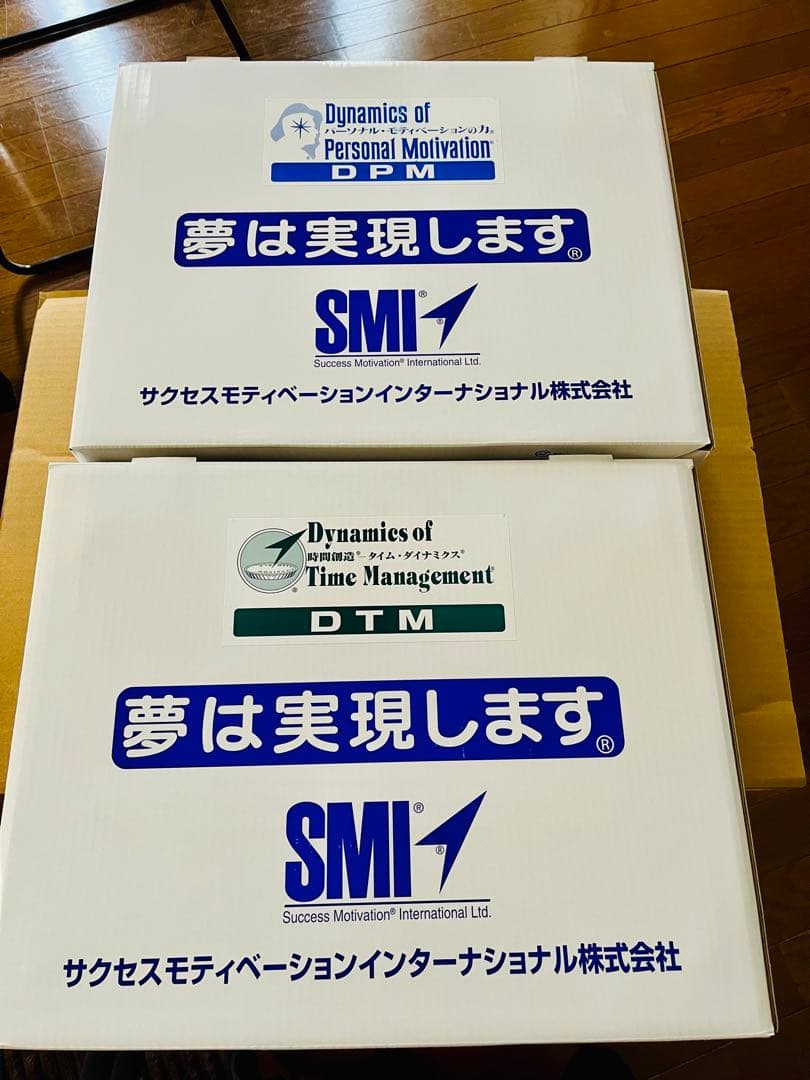 Dynamics of
パーソナル・モティベーションの力®
Personal Motivation®
DPM
夢は実現します®
SMI®
®
Success Motivation® International Ltd.
サクセスモティベーションインターナショナル株式会社
Dynamics of
時間創造®−タイム・ダイナミクス®
Time Management®
®
DTM
夢は実現します®
SMI®
®
Success Motivation® International Ltd.
サクセスモティベーションインターナショナル株式会社